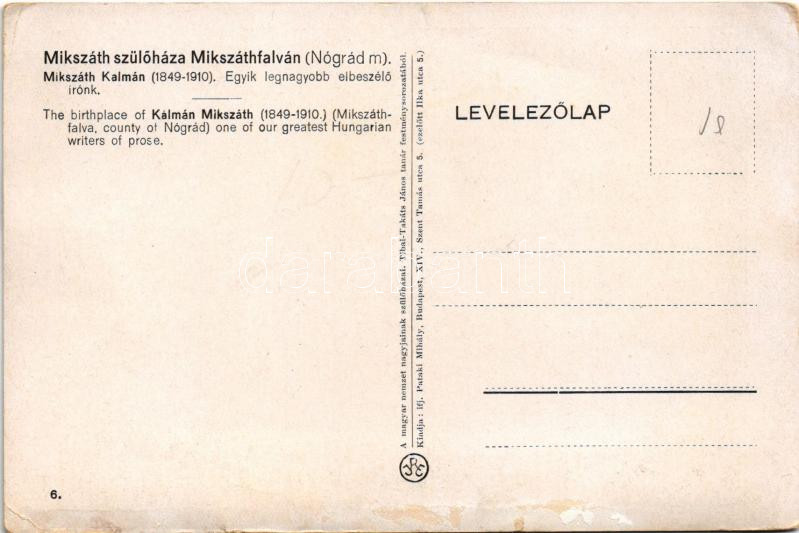 Mikszáth szülőháza Mikszáthfalván (Nógrád m).
Mikszáth Kalmán (1849-1910). Egyik legnagyobb elbeszélő
írónk.
The birthplace of Kálmán Mikszáth (1849-1910.) (Mikszáth-
falva, county of Nógrád) one of our greatest Hungarian
writers of prose.
6.
A magyar nemzet nagyjainak szülőházai. Tihai-Takáts János tanár festménysorozatából.
Kiadja: ifj. Pataki Mihály, Budapest, XIV., Szent Tamás utca 5. (ezelőtt Ilka utca 5.)
LEVELEZŐLAP
darabanth